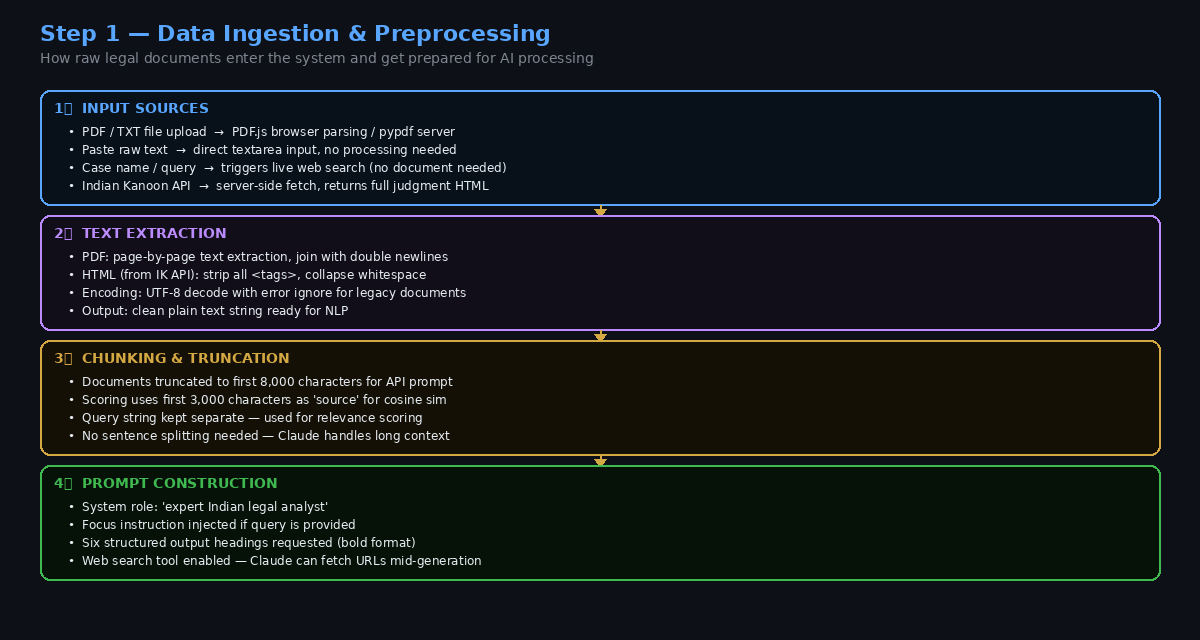 Step 1 — Data Ingestion & Preprocessing
How raw legal documents enter the system and get prepared for AI processing
1 INPUT SOURCES
• PDF / TXT file upload → PDF.js browser parsing / pypdf server
• Paste raw text → direct textarea input, no processing needed
• Case name / query → triggers live web search (no document needed)
• Indian Kanoon API → server-side fetch, returns full judgment HTML
2 TEXT EXTRACTION
• PDF: page-by-page text extraction, join with double newlines
• HTML (from IK API): strip all <tags>, collapse whitespace
• Encoding: UTF-8 decode with error ignore for legacy documents
• Output: clean plain text string ready for NLP
3 CHUNKING & TRUNCATION
• Documents truncated to first 8,000 characters for API prompt
• Scoring uses first 3,000 characters as 'source' for cosine sim
• Query string kept separate — used for relevance scoring
• No sentence splitting needed — Claude handles long context
4 PROMPT CONSTRUCTION
• System role: 'expert Indian legal analyst'
• Focus instruction injected if query is provided
• Six structured output headings requested (bold format)
• Web search tool enabled — Claude can fetch URLs mid-generation